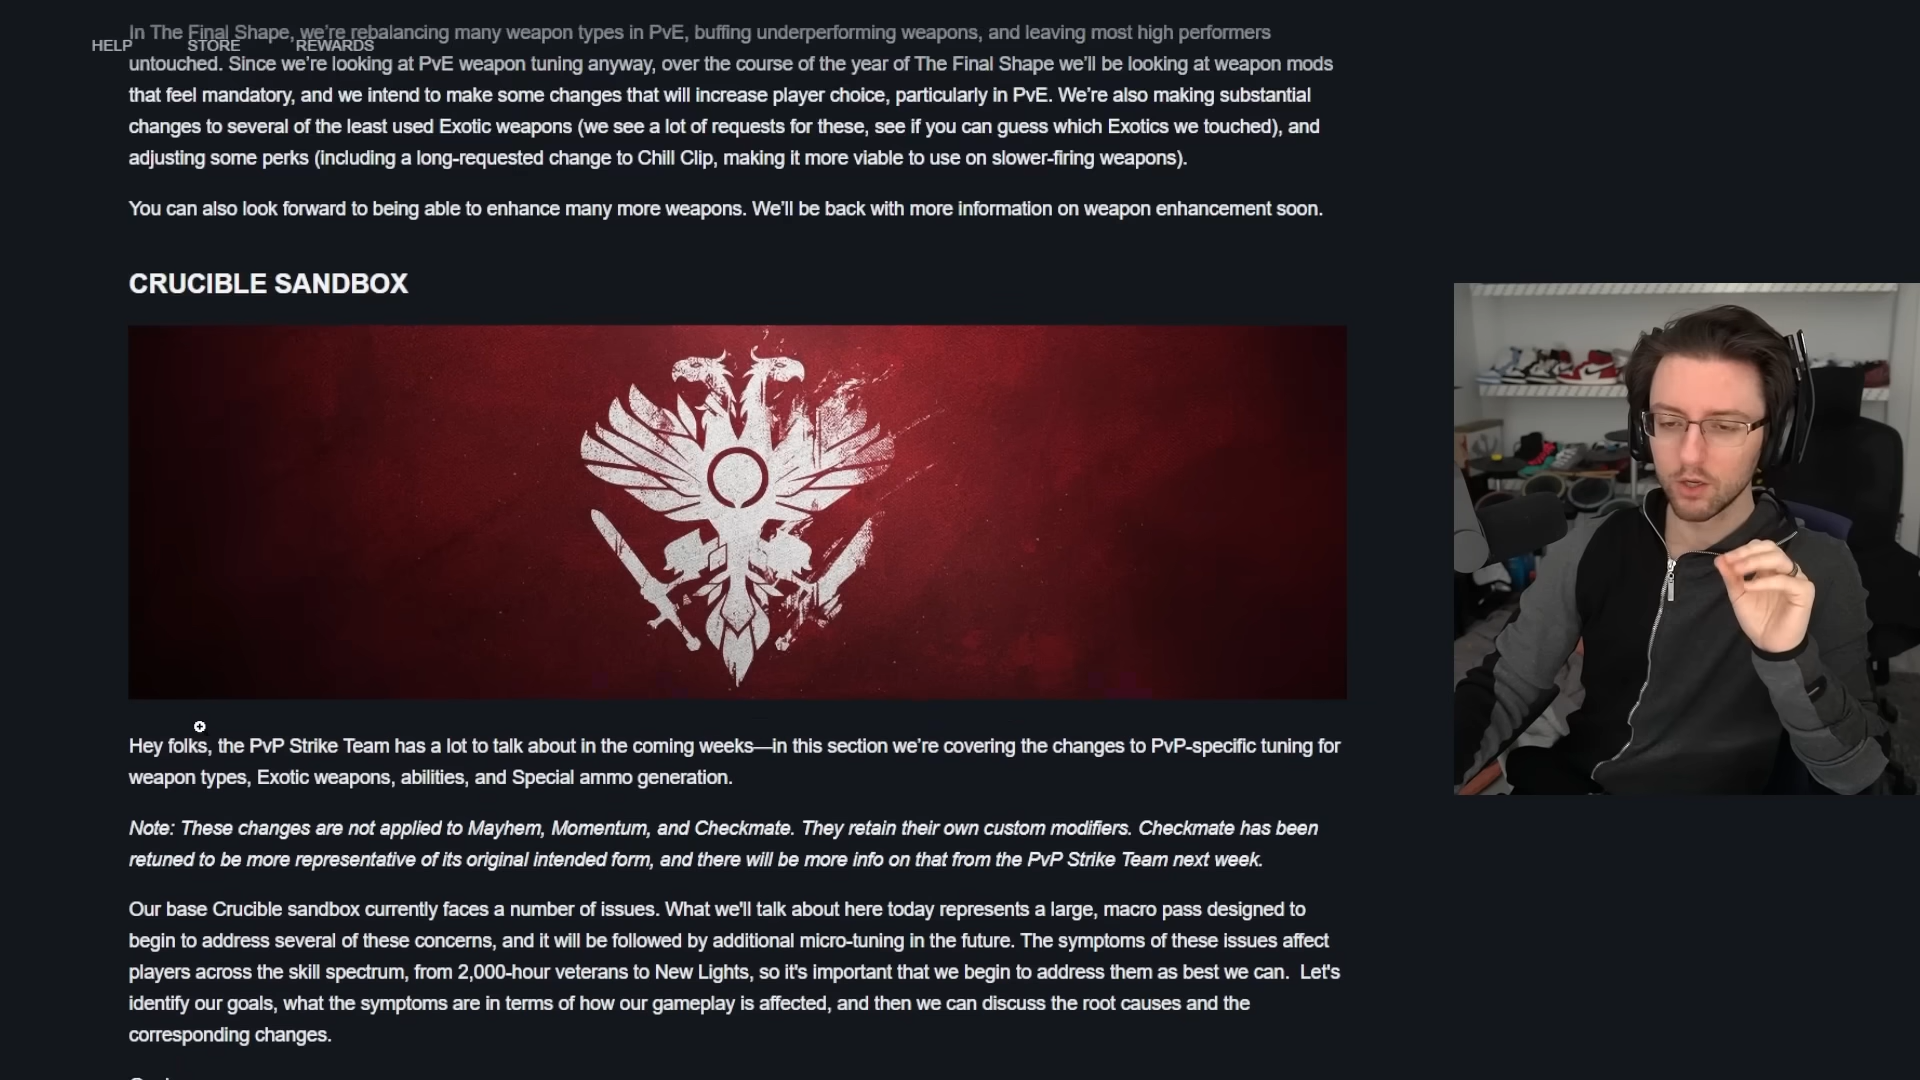 In The Final Shape, we're rebalancing many weapon types in PvE, buffing underperforming weapons, and leaving most high performers
HELP STORE REWARDS
untouched. Since we're looking at PvE weapon tuning anyway, over the course of the year of The Final Shape we'll be looking at weapon mods
that feel mandatory, and we intend to make some changes that will increase player choice, particularly in PvE. We're also making substantial
changes to several of the least used Exotic weapons (we see a lot of requests for these, see if you can guess which Exotics we touched), and
adjusting some perks (including a long-requested change to Chill Clip, making it more viable to use on slower-firing weapons).
You can also look forward to being able to enhance many more weapons. We'll be back with more information on weapon enhancement soon.
CRUCIBLE SANDBOX
Hey folks, the PvP Strike Team has a lot to talk about in the coming weeks—in this section we're covering the changes to PvP-specific tuning for
weapon types, Exotic weapons, abilities, and Special ammo generation.
Note: These changes are not applied to Mayhem, Momentum, and Checkmate. They retain their own custom modifiers. Checkmate has been
retuned to be more representative of its original intended form, and there will be more info on that from the PvP Strike Team next week.
Our base Crucible sandbox currently faces a number of issues. What we'll talk about here today represents a large, macro pass designed to
begin to address several of these concerns, and it will be followed by additional micro-tuning in the future. The symptoms of these issues affect
players across the skill spectrum, from 2,000-hour veterans to New Lights, so it's important that we begin to address them as best we can. Let's
identify our goals, what the symptoms are in terms of how our gameplay is affected, and then we can discuss the root causes and the
corresponding changes.